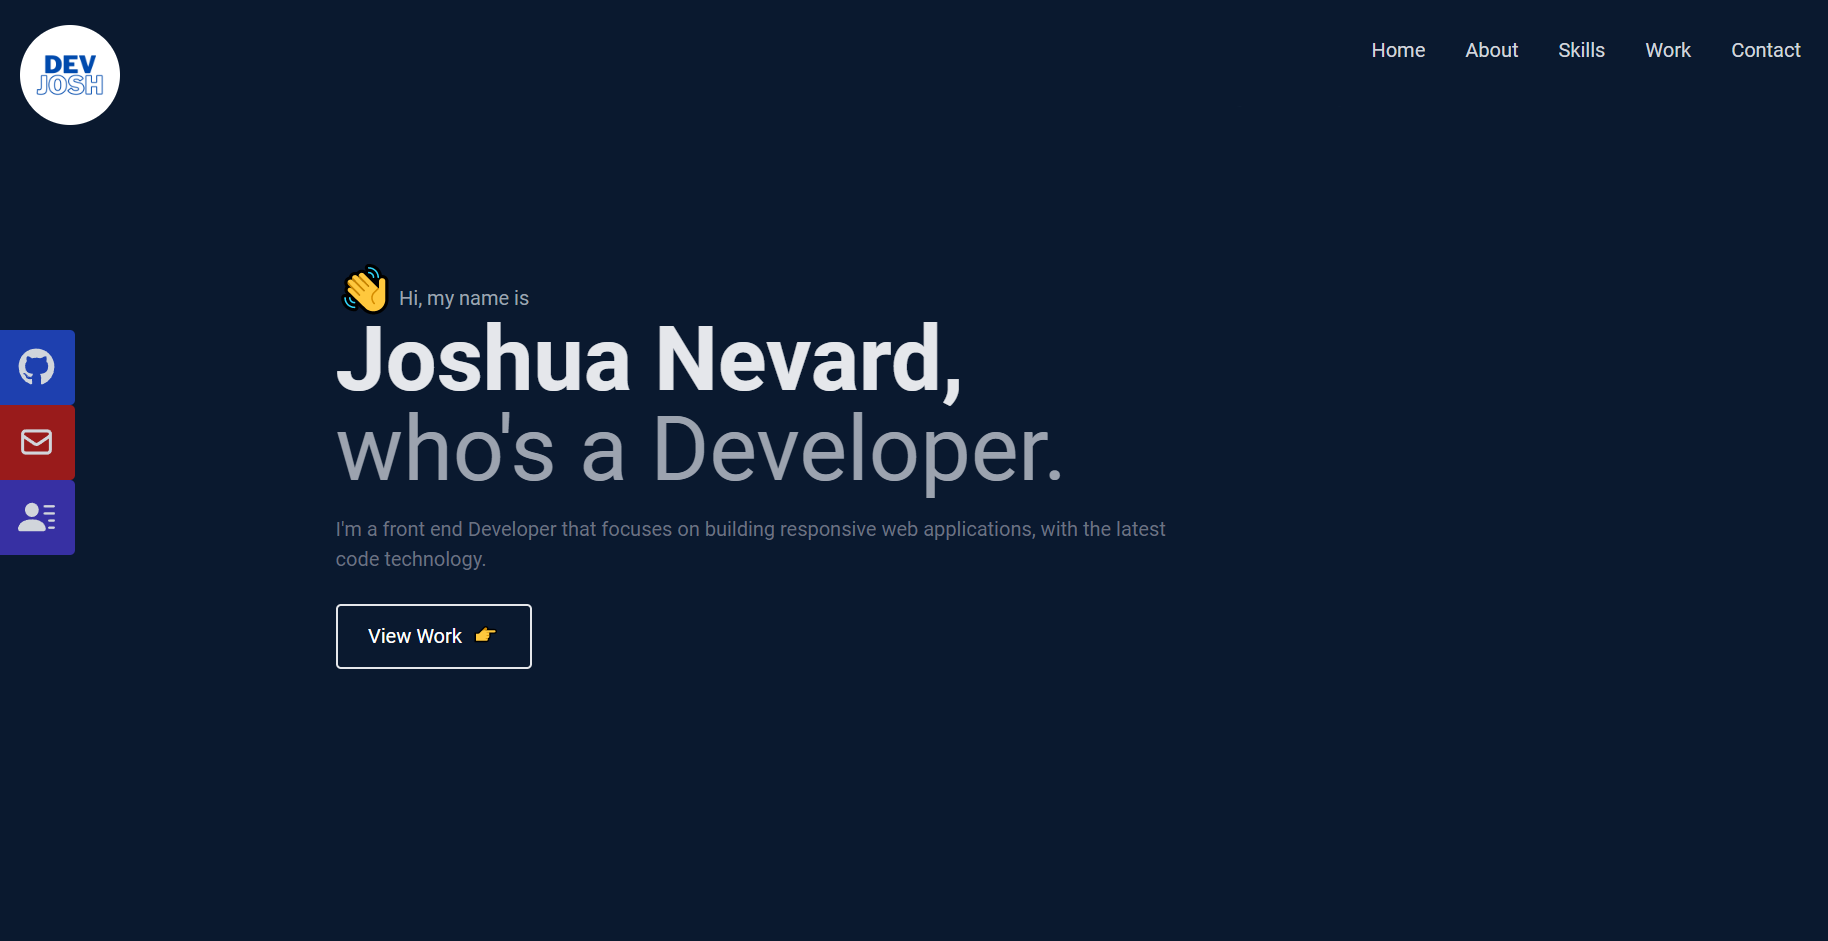 DEV
JOSH
Home About Skills Work Contact
Hi, my name is
Joshua Nevard,
who's a Developer.
I'm a front end Developer that focuses on building responsive web applications, with the latest
code technology.
View Work